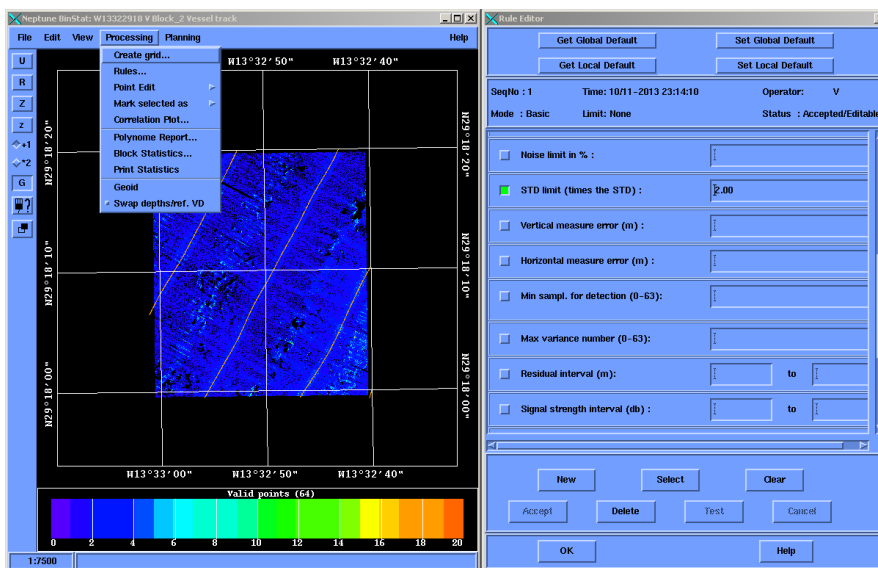 Neptune BinStat: W13322918 V Block_2 Vessel track
File Edit View Processing Planning Help
U
R
Z
z
+1
*2
G
?
Create grid...
Rules...
Point Edit
Mark selected as
Correlation Plot...
Polynome Report...
Block Statistics...
Print Statistics
Geoid
Swap depths/ref. VD
W13°32'50" W13°32'40"
N29°18'20" N29°18'20"
N29°18'10" N29°18'10"
N29°18'00" N29°18'00"
W13°33'00" W13°32'50" W13°32'40"
Valid points (64)
0 2 4 6 8 10 12 14 16 18 20
1:7500
Rule Editor
Get Global Default Set Global Default
Get Local Default Set Local Default
SeqNo : 1 Time: 10/11-2013 23:14:10 Operator: V
Mode : Basic Limit: None Status : Accepted/Editable
Noise limit in % :
STD limit (times the STD) : 2.00
Vertical measure error (m) :
Horizontal measure error (m) :
Min sampl. for detection (0-63):
Max variance number (0-63):
Residual interval (m): to
Signal strength interval (db) : to
New Select Clear
Accept Delete Test Cancel
OK Help